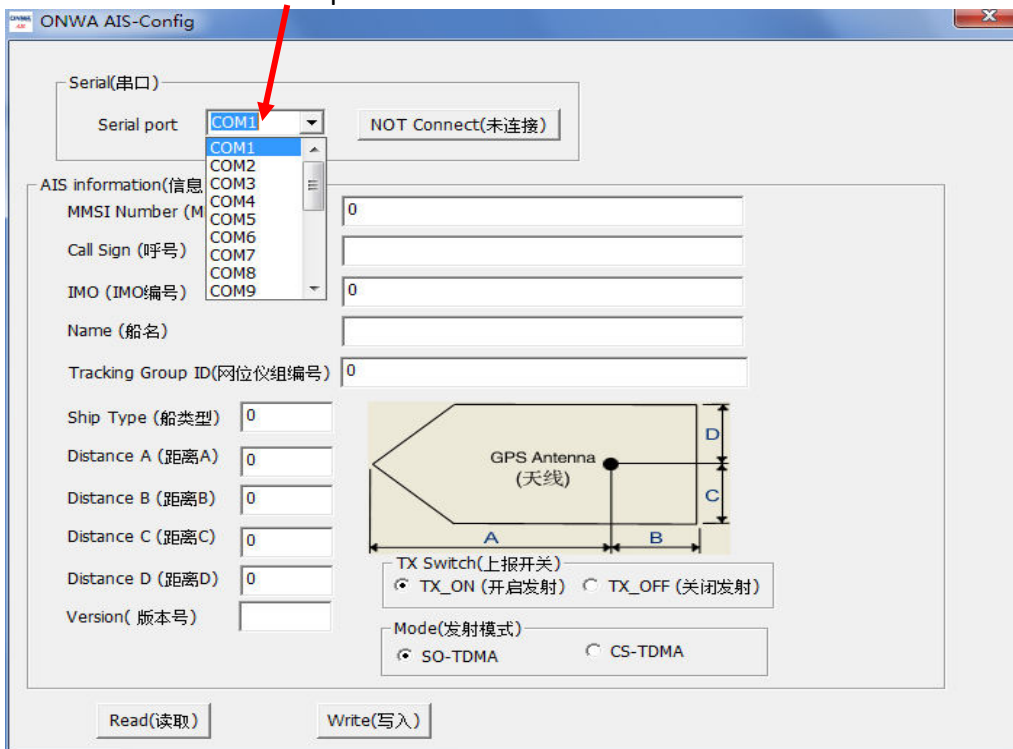 ONWA AIS-Config
Serial(串口)
Serial port COM1 NOT Connect(未连接)
COM1
COM2
COM3
COM4
COM5
COM6
COM7
COM8
COM9
AIS information(信息
MMSI Number (M 0
Call Sign (呼号)
IMO (IMO编号) 0
Name (船名)
Tracking Group ID(网位仪组编号) 0
Ship Type (船类型) 0
Distance A (距离A) 0
Distance B (距离B) 0
Distance C (距离C) 0
Distance D (距离D) 0
Version( 版本号)
GPS Antenna
(天线)
D
C
A B
TX Switch(上报开关)
TX_ON (开启发射) TX_OFF (关闭发射)
Mode(发射模式)
SO-TDMA CS-TDMA
Read(读取) Write(写入)